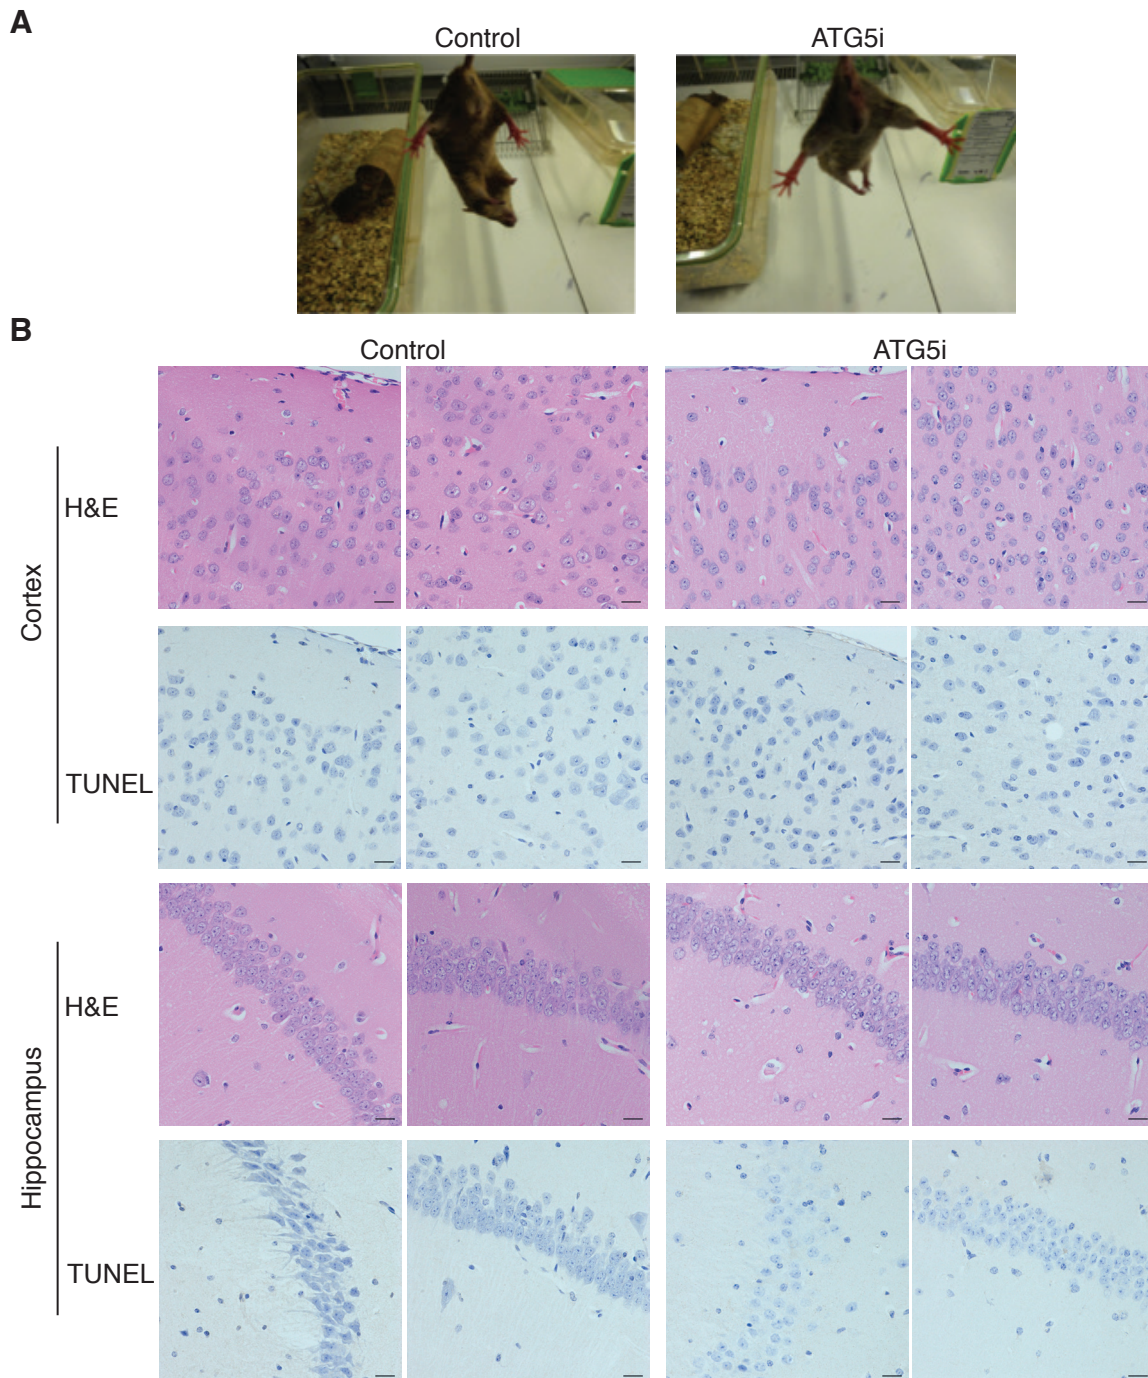 A
Control
ATG5i
B
Control
ATG5i
Cortex
H&E
TUNEL
Hippocampus
H&E
TUNEL